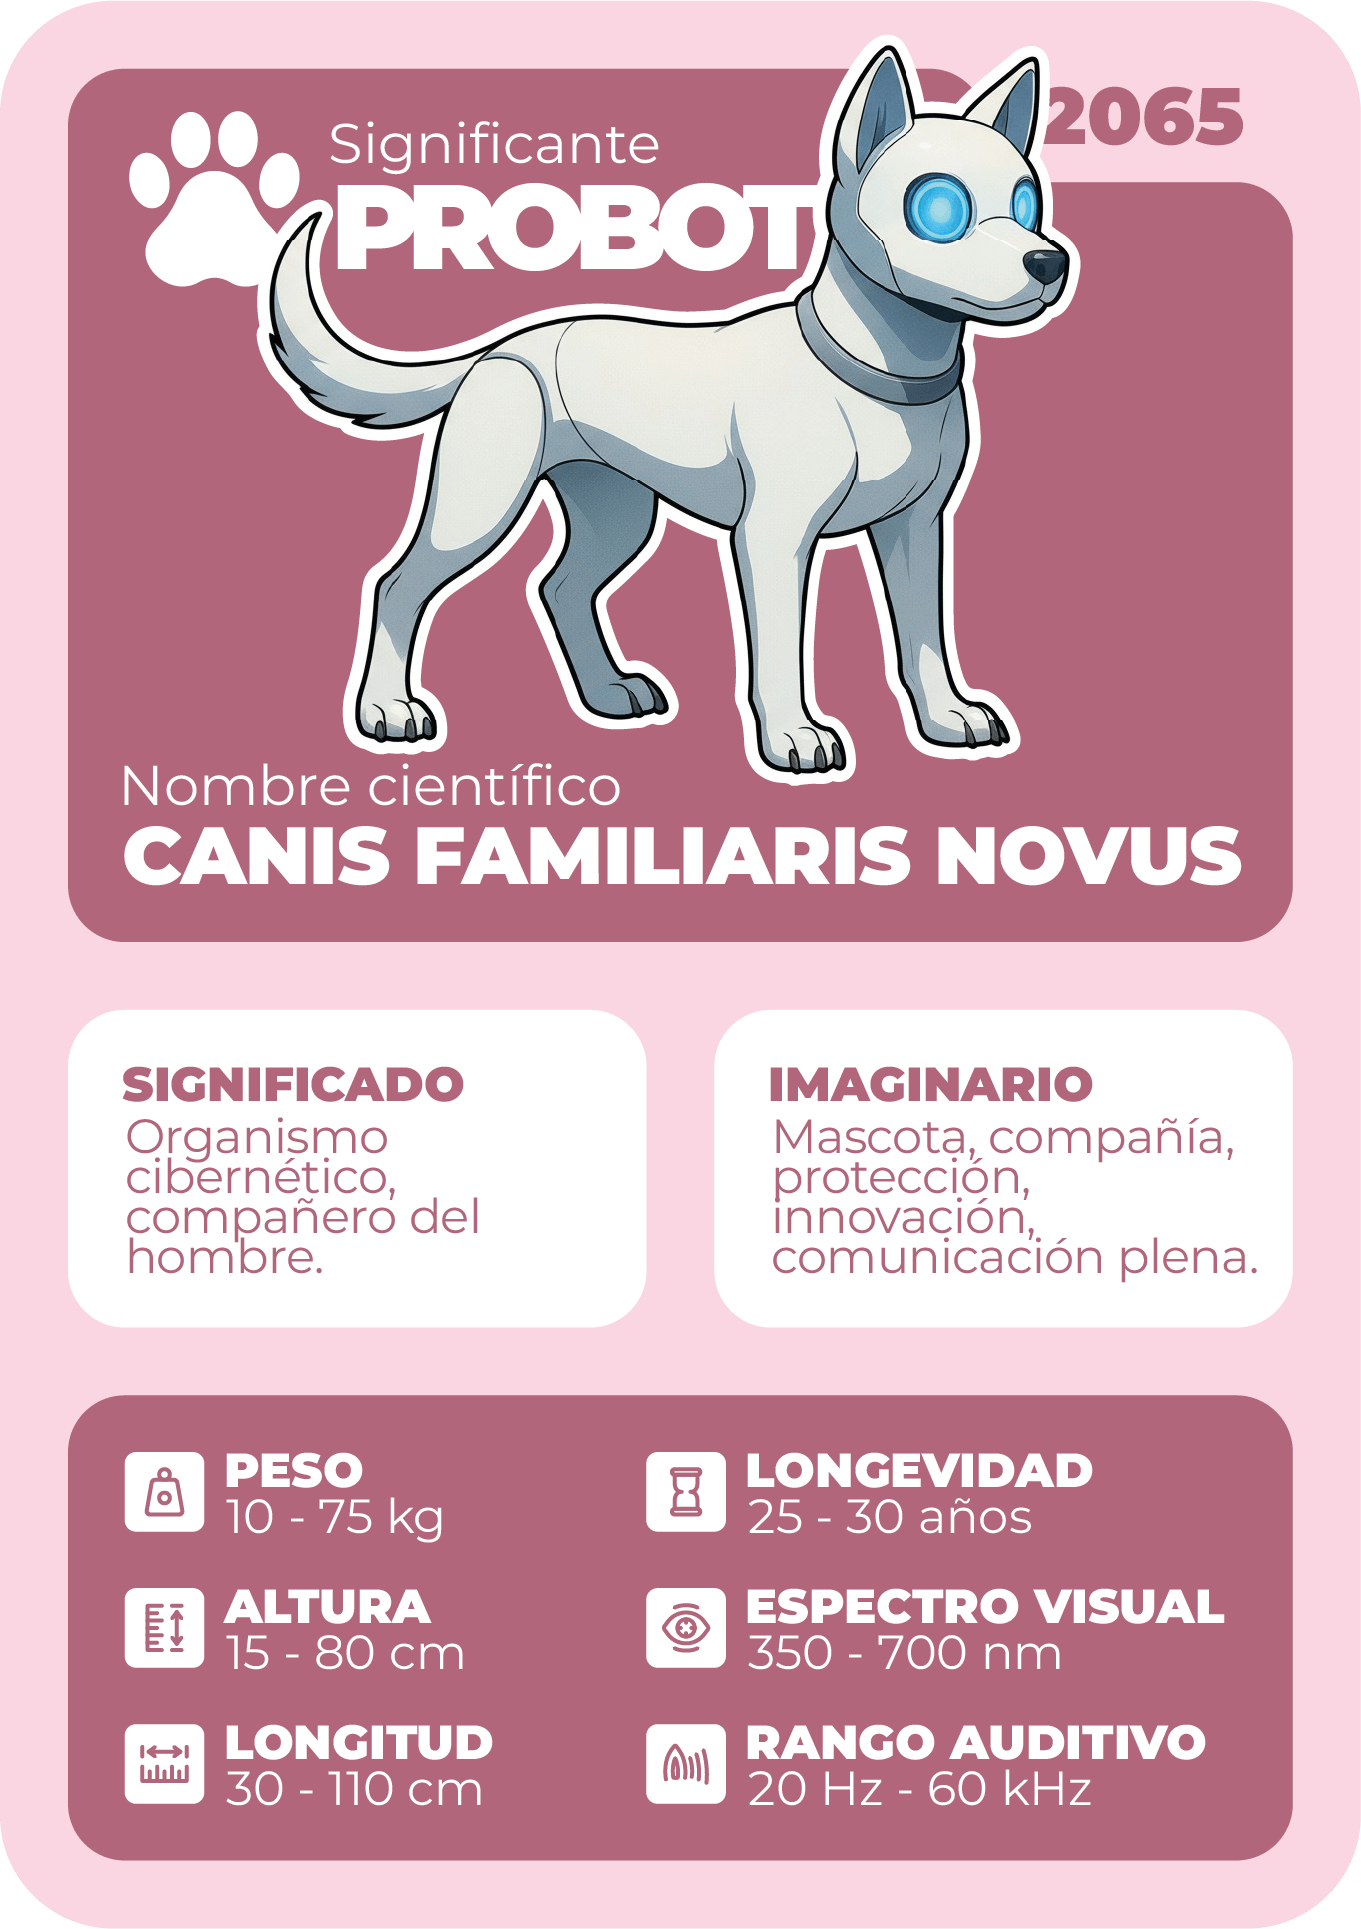 Significante
PROBOT
2065
Nombre científico
CANIS FAMILIARIS NOVUS
SIGNIFICADO
Organismo
cibernético,
compañero del
hombre.
IMAGINARIO
Mascota, compañía,
protección,
innovación,
comunicación plena.
PESO
10 - 75 kg
ALTURA
15 - 80 cm
LONGITUD
30 - 110 cm
LONGEVIDAD
25 - 30 años
ESPECTRO VISUAL
350 - 700 nm
RANGO AUDITIVO
20 Hz - 60 kHz